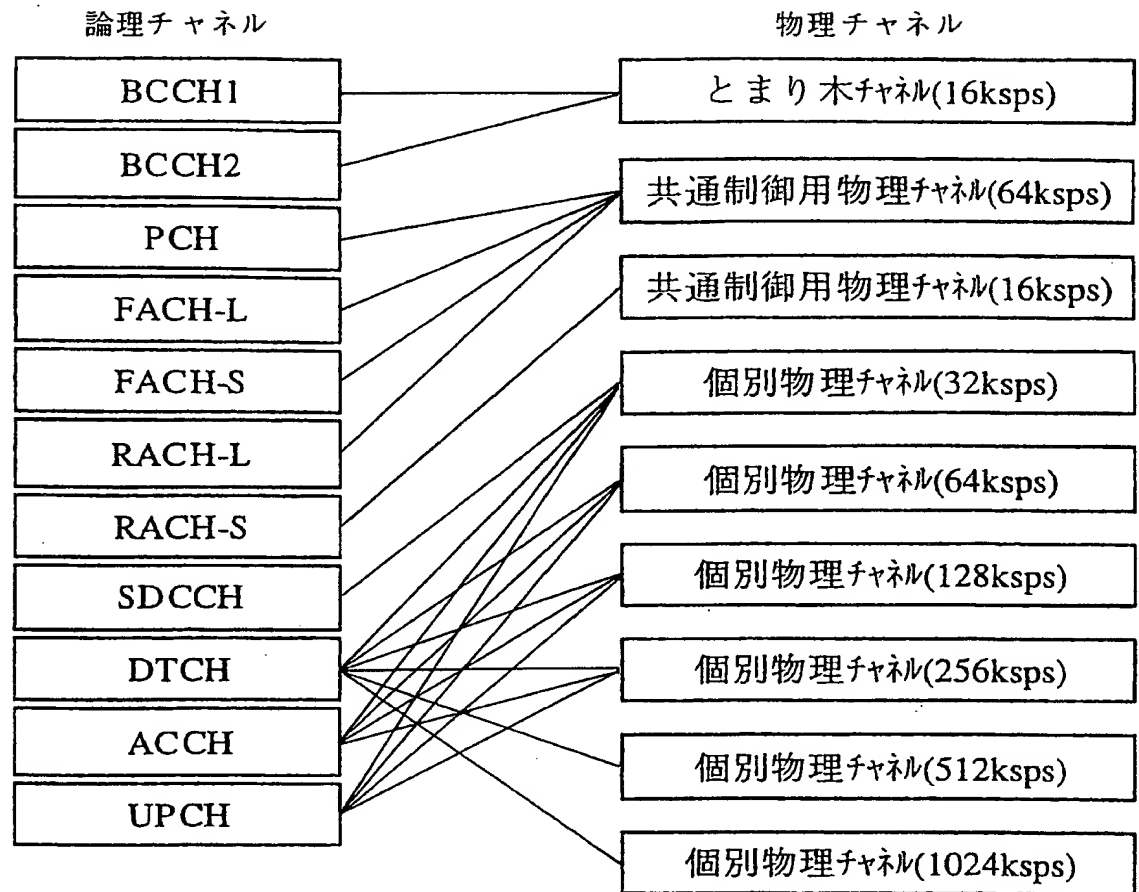 論理チャネル
BCCH1
BCCH2
PCH
FACH-L
FACH-S
RACH-L
RACH-S
SDCCH
DTCH
ACCH
UPCH
物理チャネル
とまり木チャネル(16ksps)
共通制御用物理チャネル(64ksps)
共通制御用物理チャネル(16ksps)
個別物理チャネル(32ksps)
個別物理チャネル(64ksps)
個別物理チャネル(128ksps)
個別物理チャネル(256ksps)
個別物理チャネル(512ksps)
個別物理チャネル(1024ksps)